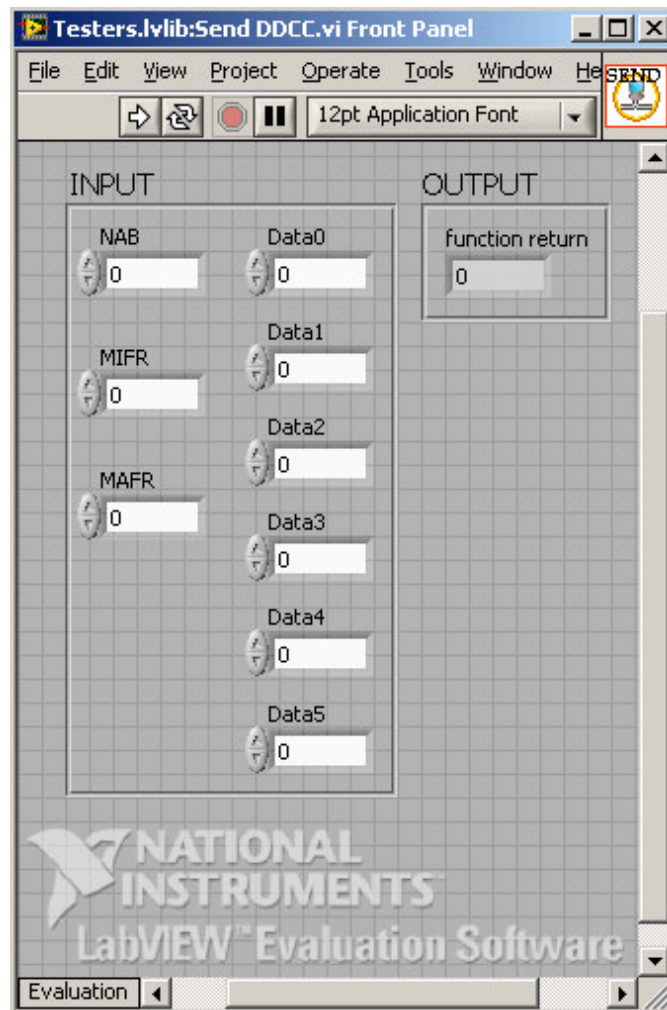 Testers.lvlib:Send DDCC.vi Front Panel
File Edit View Project Operate Tools Window He
SEND
12pt Application Font
INPUT
OUTPUT
NAB
0
MIFR
0
MAFR
0
Data0
0
Data1
0
Data2
0
Data3
0
Data4
0
Data5
0
function return
0
NATIONAL
INSTRUMENTS
LabVIEW™ Evaluation Software
Evaluation